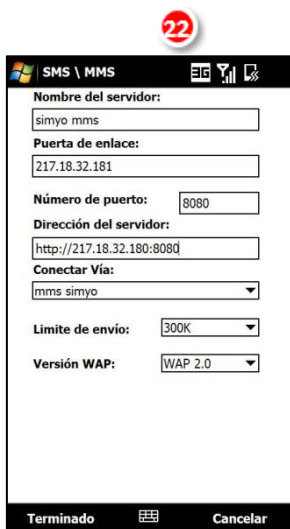 22
SMS \ MMS
Nombre del servidor:
simyo mms
Puerta de enlace:
217.18.32.181
Número de puerto: 8080
Dirección del servidor:
http://217.18.32.180:8080
Conectar Vía:
mms simyo
Limite de envío: 300K
Versión WAP: WAP 2.0
Terminado Cancelar